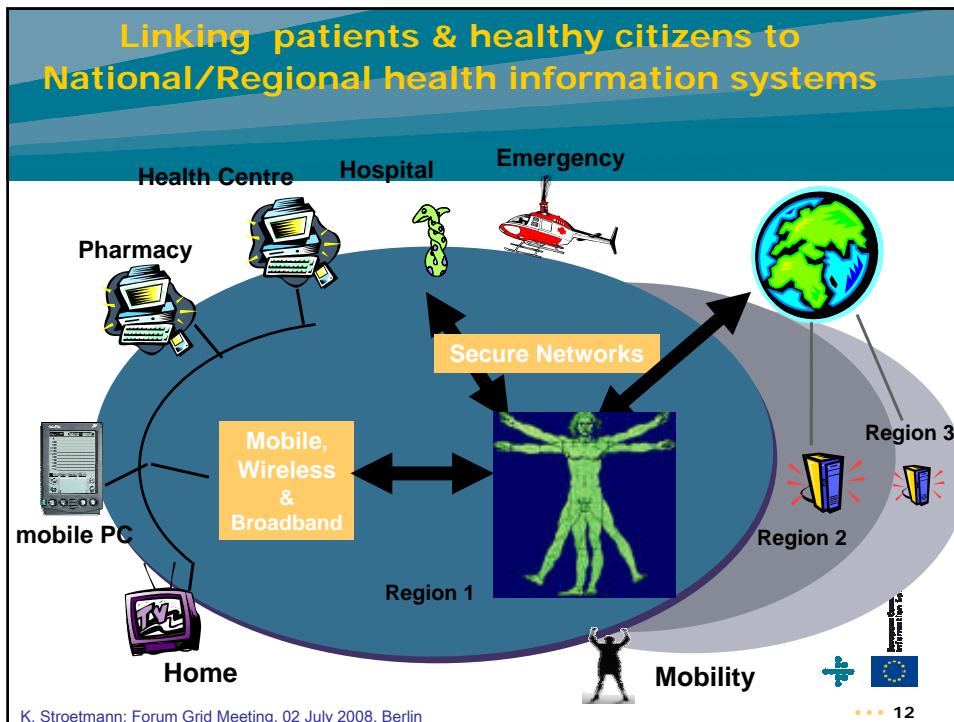 Linking patients & healthy citizens to
National/Regional health information systems
Emergency
Hospital
Health Centre
Pharmacy
Secure Networks
Mobile,
Wireless
&
Broadband
Region 3
mobile PC
Region 2
Region 1
TV
Home
Mobility
K. Stroetmann: Forum Grid Meeting, 02 July 2008, Berlin
12